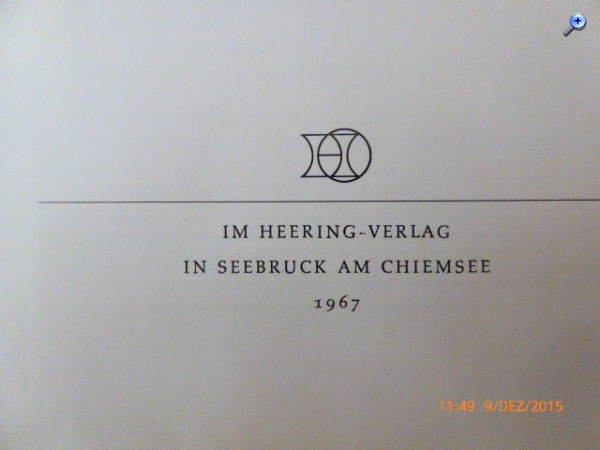 IM HEERING-VERLAG
IN SEEBRUCK AM CHIEMSEE
1967
11:49 9/DEZ/2015